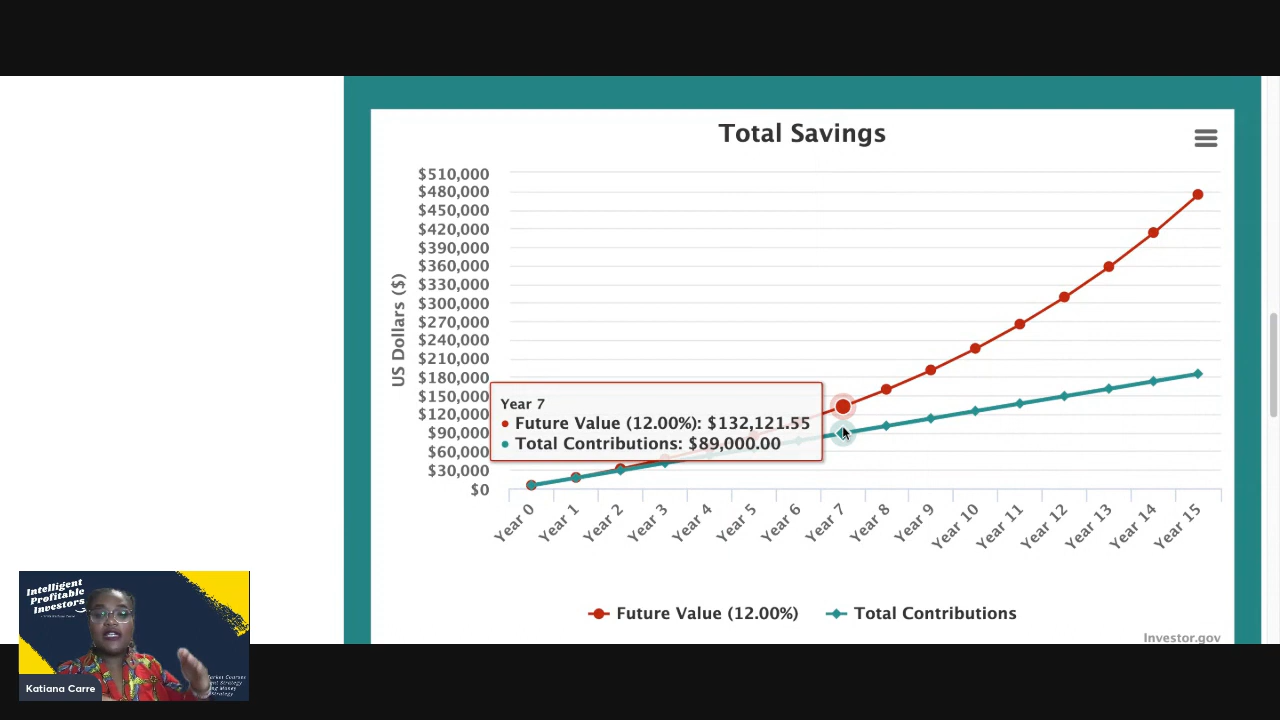 Total Savings
$510,000
$480,000
$450,000
$420,000
$390,000
$360,000
$330,000
$300,000
$270,000
$240,000
$210,000
$180,000
$150,000
$120,000
$90,000
$60,000
$30,000
$0
US Dollars ($)
Year 7
Future Value (12.00%): $132,121.55
Total Contributions: $89,000.00
Year 0
Year 1
Year 2
Year 3
Year 4
Year 5
Year 6
Year 7
Year 8
Year 9
Year 10
Year 11
Year 12
Year 13
Year 14
Year 15
Future Value (12.00%)
Total Contributions
Investor.gov
Intelligent
Profitable
Investors
Katiana Carre
Courses
Strategy
Money
Strategy